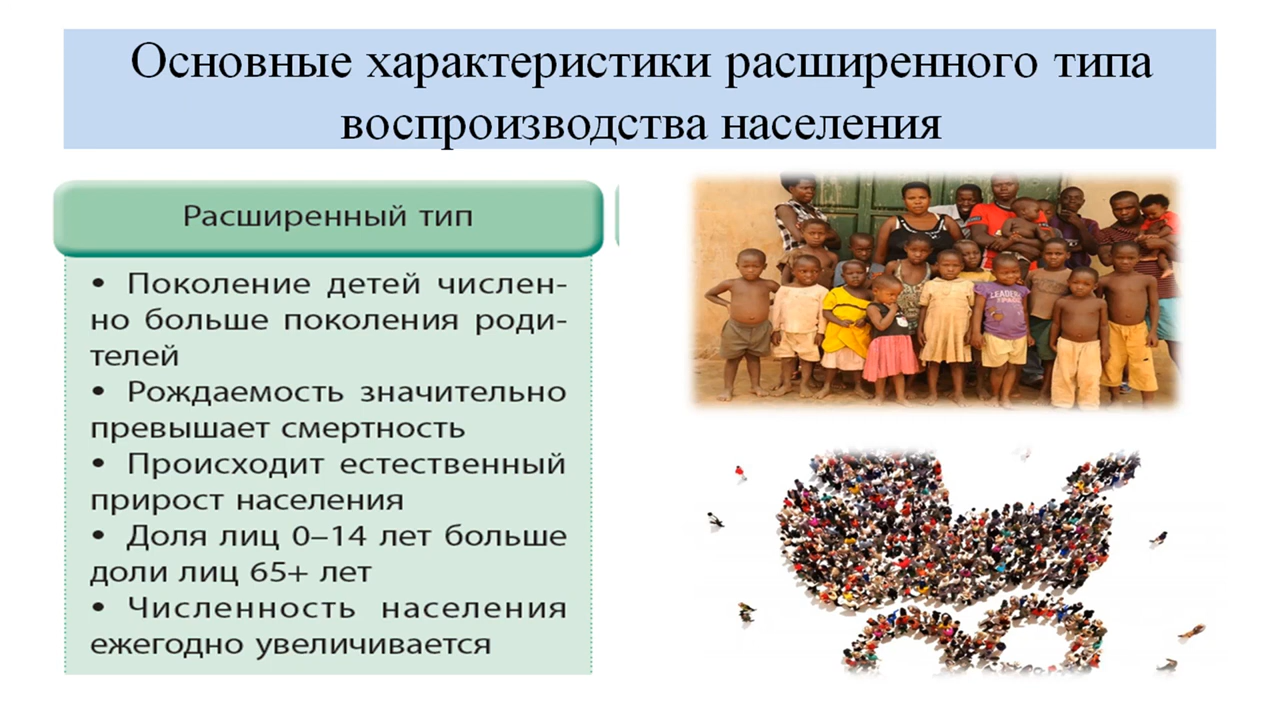 Основные характеристики расширенного типа
воспроизводства населения
Расширенный тип
• Поколение детей числен-
но больше поколения роди-
телей
• Рождаемость значительно
превышает смертность
• Происходит естественный
прирост населения
• Доля лиц 0–14 лет больше
доли лиц 65+ лет
• Численность населения
ежегодно увеличивается
LEADERS